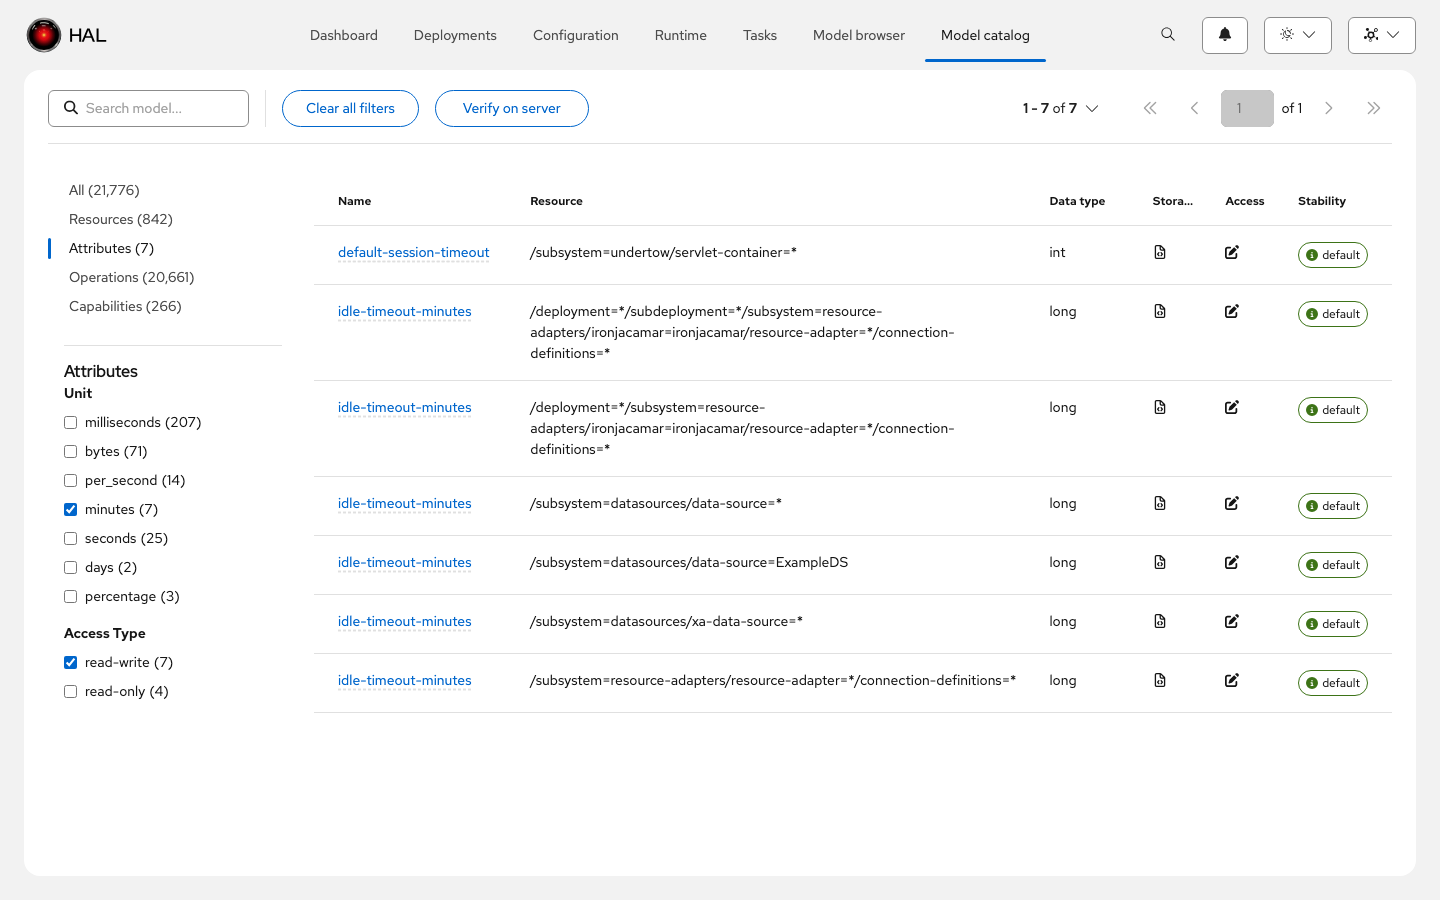 HAL
Dashboard
Deployments
Configuration
Runtime
Tasks
Model browser
Model catalog
Search model...
Clear all filters
Verify on server
1 - 7 of 7
1
of 1
All (21,776)
Resources (842)
Attributes (7)
Operations (20,661)
Capabilities (266)
Attributes
Unit
milliseconds (207)
bytes (71)
per_second (14)
minutes (7)
seconds (25)
days (2)
percentage (3)
Access Type
read-write (7)
read-only (4)
Name Resource Data type Stora... Access Stability
default-session-timeout /subsystem=undertow/servlet-container=* int default
idle-timeout-minutes /deployment=*/subdeployment=*/subsystem=resource- long default
adapters/ironjacamar=ironjacamar/resource-adapter=*/connection-
definitions=*
idle-timeout-minutes /deployment=*/subsystem=resource- long default
adapters/ironjacamar=ironjacamar/resource-adapter=*/connection-
definitions=*
idle-timeout-minutes /subsystem=datasources/data-source=* long default
idle-timeout-minutes /subsystem=datasources/data-source=ExampleDS long default
idle-timeout-minutes /subsystem=datasources/xa-data-source=* long default
idle-timeout-minutes /subsystem=resource-adapters/resource-adapter=*/connection-definitions=* long default